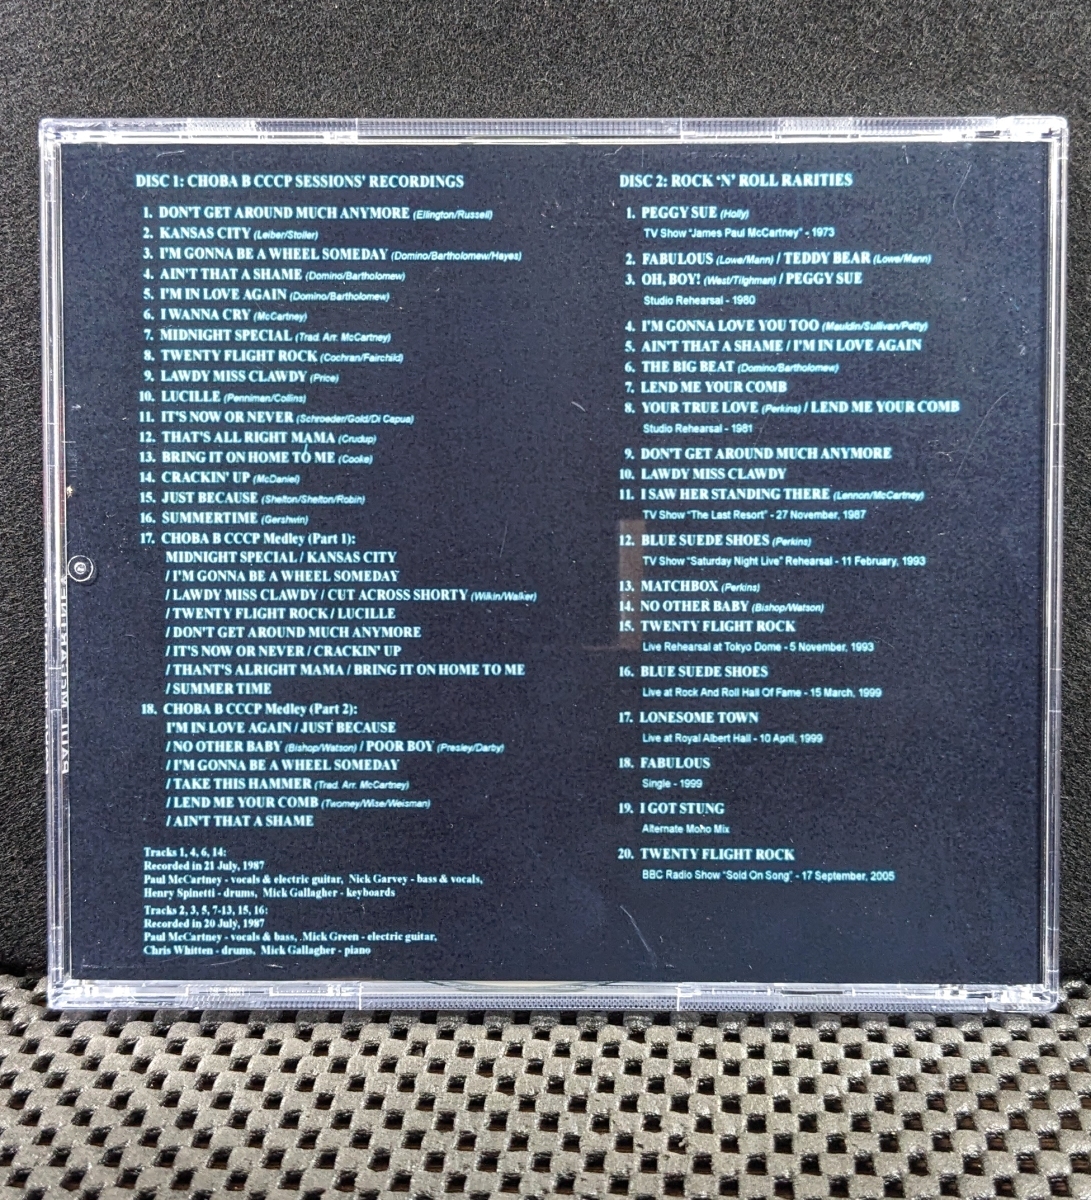 DISC 1: CHOBA B CCCP SESSIONS' RECORDINGS
1. DON'T GET AROUND MUCH ANYMORE (Ellington/Russell)
2. KANSAS CITY (Leiber/Stoller)
3. I'M GONNA BE A WHEEL SOMEDAY (Domino/Bartholomew/Hayes)
4. AIN'T THAT A SHAME (Domino/Bartholomew)
5. I'M IN LOVE AGAIN (Domino/Bartholomew)
6. I WANNA CRY (McCartney)
7. MIDNIGHT SPECIAL (Trad. Arr. McCartney)
8. TWENTY FLIGHT ROCK (Cochran/Fairchild)
9. LAWDY MISS CLAWDY (Price)
10. LUCILLE (Penniman/Collins)
11. IT'S NOW OR NEVER (Schroeder/Gold/Di Capua)
12. THAT'S ALL RIGHT MAMA (Crudup)
13. BRING IT ON HOME TO ME (Cooke)
14. CRACKIN' UP (McDaniel)
15. JUST BECAUSE (Shelton/Shelton/Robin)
16. SUMMERTIME (Gershwin)
17. CHOBA B CCCP Medley (Part 1):
MIDNIGHT SPECIAL / KANSAS CITY
/ I'M GONNA BE A WHEEL SOMEDAY
/ LAWDY MISS CLAWDY / CUT ACROSS SHORTY (Wilkin/Walker)
/ TWENTY FLIGHT ROCK / LUCILLE
/ DON'T GET AROUND MUCH ANYMORE
/ IT'S NOW OR NEVER / CRACKIN' UP
/ THANT'S ALRIGHT MAMA / BRING IT ON HOME TO ME
/ SUMMER TIME
18. CHOBA B CCCP Medley (Part 2):
I'M IN LOVE AGAIN / JUST BECAUSE
/ NO OTHER BABY (Bishop/Watson) / POOR BOY (Presley/Darby)
/ I'M GONNA BE A WHEEL SOMEDAY
/ TAKE THIS HAMMER (Trad. Arr. McCartney)
/ LEND ME YOUR COMB (Twomey/Wise/Weisman)
/ AIN'T THAT A SHAME
Tracks 1, 4, 6, 14:
Recorded in 21 July, 1987
Paul McCartney - vocals & electric guitar, Nick Garvey - bass & vocals,
Henry Spinetti - drums, Mick Gallagher - keyboards
Tracks 2, 3, 5, 7-13, 15, 16:
Recorded in 20 July, 1987
Paul McCartney - vocals & bass, Mick Green - electric guitar,
Chris Whitten - drums, Mick Gallagher - piano
DISC 2: ROCK 'N' ROLL RARITIES
1. PEGGY SUE (Holly)
TV Show "James Paul McCartney" - 1973
2. FABULOUS (Lowe/Mann) / TEDDY BEAR (Lowe/Mann)
3. OH, BOY! (West/Tilghman) / PEGGY SUE
Studio Rehearsal - 1980
4. I'M GONNA LOVE YOU TOO (Mauldin/Sullivan/Petty)
5. AIN'T THAT A SHAME / I'M IN LOVE AGAIN
6. THE BIG BEAT (Domino/Bartholomew)
7. LEND ME YOUR COMB
8. YOUR TRUE LOVE (Perkins) / LEND ME YOUR COMB
Studio Rehearsal - 1981
9. DON'T GET AROUND MUCH ANYMORE
10. LAWDY MISS CLAWDY
11. I SAW HER STANDING THERE (Lennon/McCartney)
TV Show "The Last Resort" - 27 November, 1987
12. BLUE SUEDE SHOES (Perkins)
TV Show "Saturday Night Live" Rehearsal - 11 February, 1993
13. MATCHBOX (Perkins)
14. NO OTHER BABY (Bishop/Watson)
15. TWENTY FLIGHT ROCK
Live Rehearsal at Tokyo Dome - 5 November, 1993
16. BLUE SUEDE SHOES
Live at Rock And Roll Hall Of Fame - 15 March, 1999
17. LONESOME TOWN
Live at Royal Albert Hall - 10 April, 1999
18. FABULOUS
Single - 1999
19. I GOT STUNG
Alternate Mono Mix
20. TWENTY FLIGHT ROCK
BBC Radio Show "Sold On Song" - 17 September, 2005